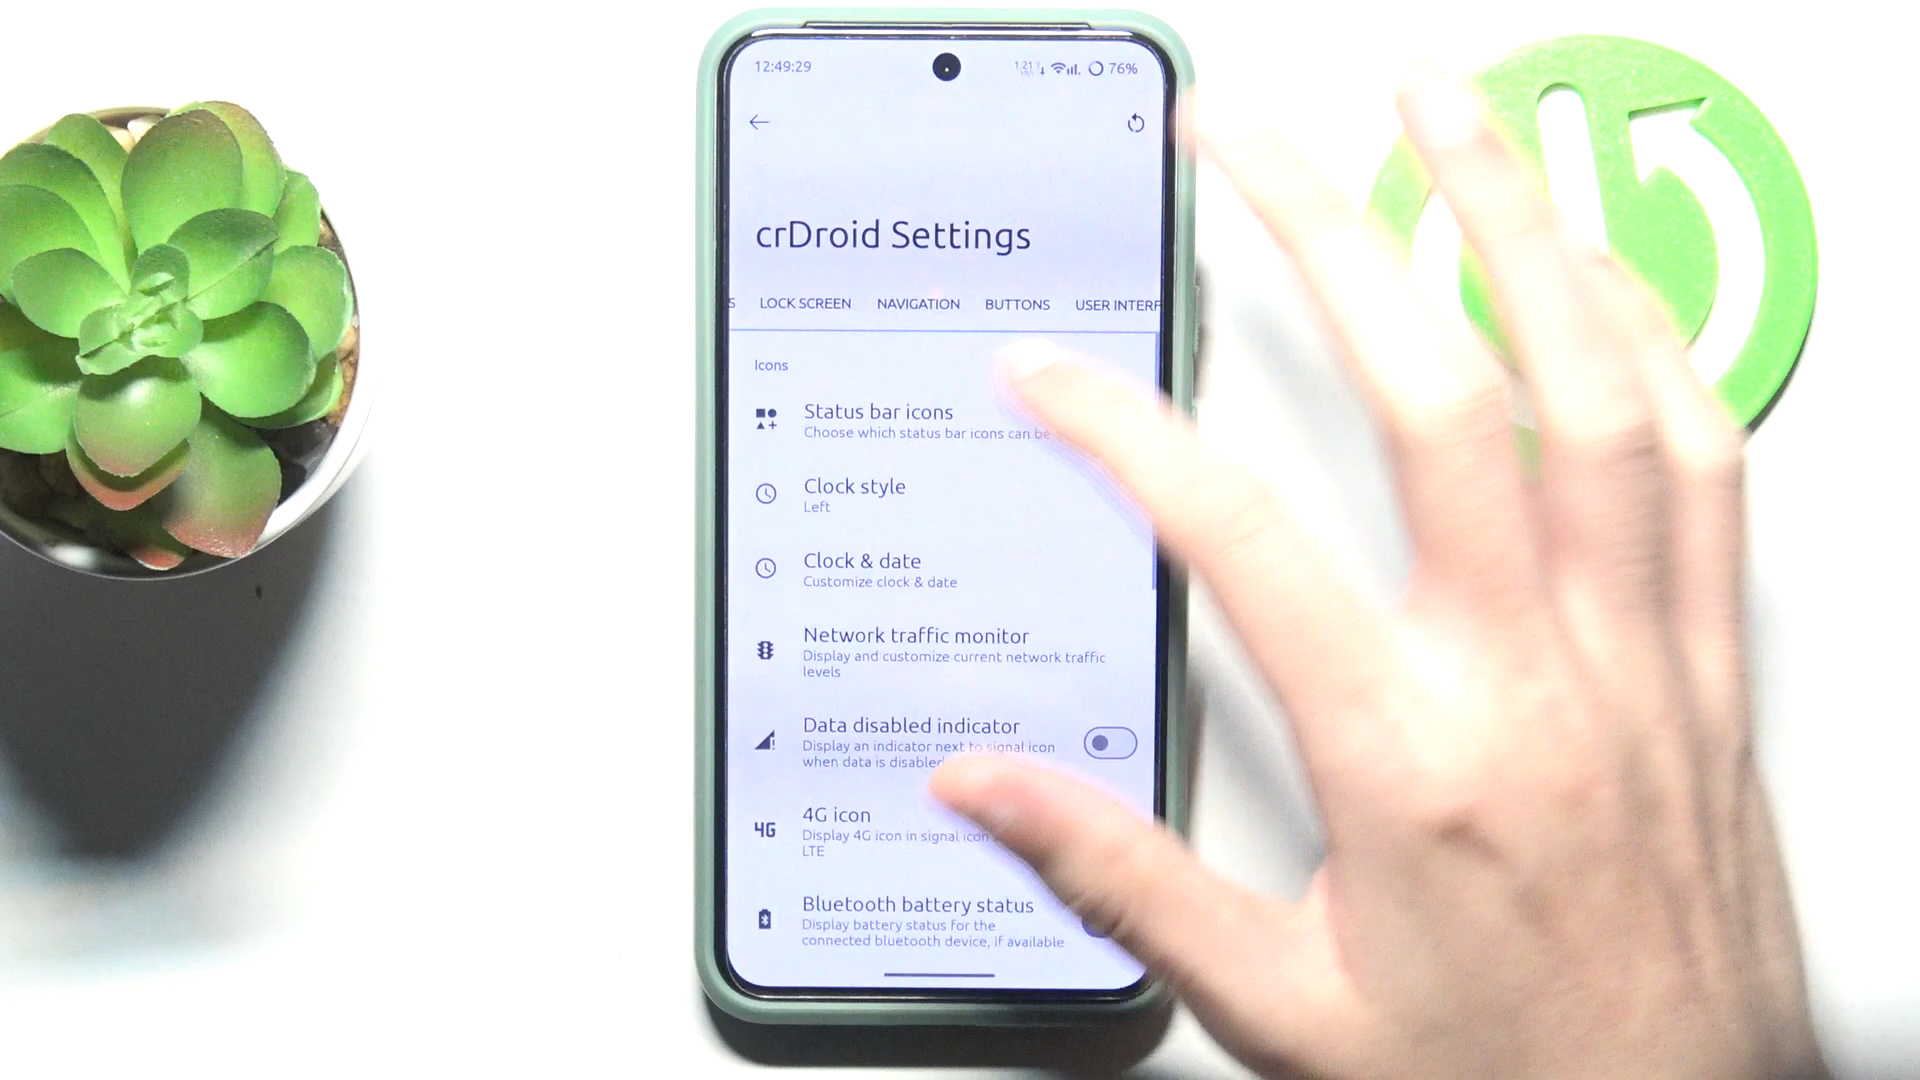 12:49:29
76%
crDroid Settings
S LOCK SCREEN NAVIGATION BUTTONS USER INTERF
Icons
Status bar icons
Choose which status bar icons can be
Clock style
Left
Clock & date
Customize clock & date
Network traffic monitor
Display and customize current network traffic
levels
Data disabled indicator
Display an indicator next to signal icon
when data is disabled
4G
4G icon
Display 4G icon in signal icon
LTE
Bluetooth battery status
Display battery status for the
connected bluetooth device, if available